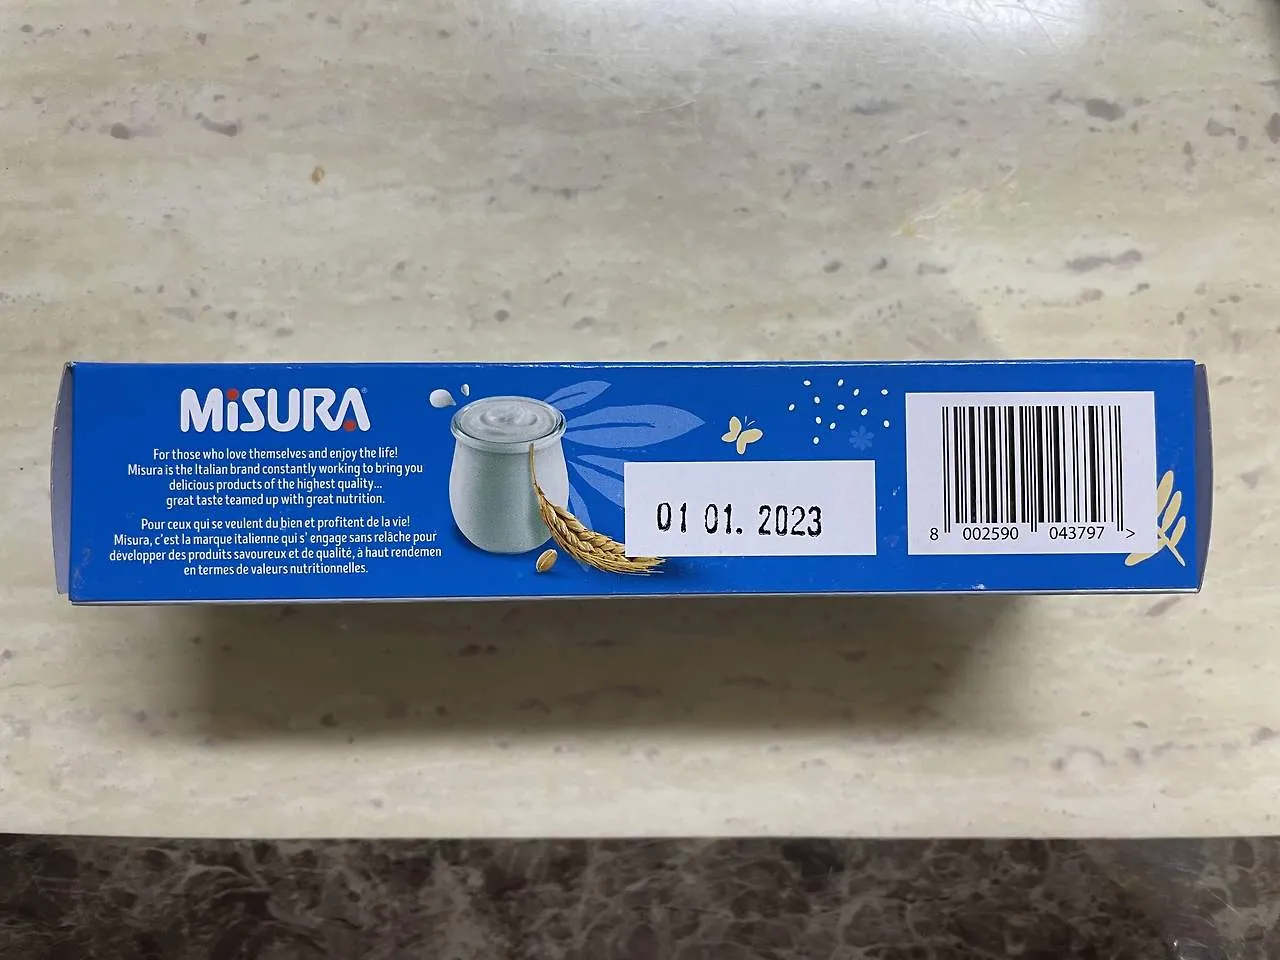 MiSURA
For those who love themselves and enjoy the life!
Misura is the Italian brand constantly working to bring you
delicious products of the highest quality...
great taste teamed up with great nutrition.
Pour ceux qui se veulent du bien et profitent de la vie!
Misura, c'est la marque italienne qui s' engage sans relâche pour
développer des produits savoureux et de qualité, à haut rendemen
en termes de valeurs nutritionnelles.
01 01. 2023
8 002590 043797 >